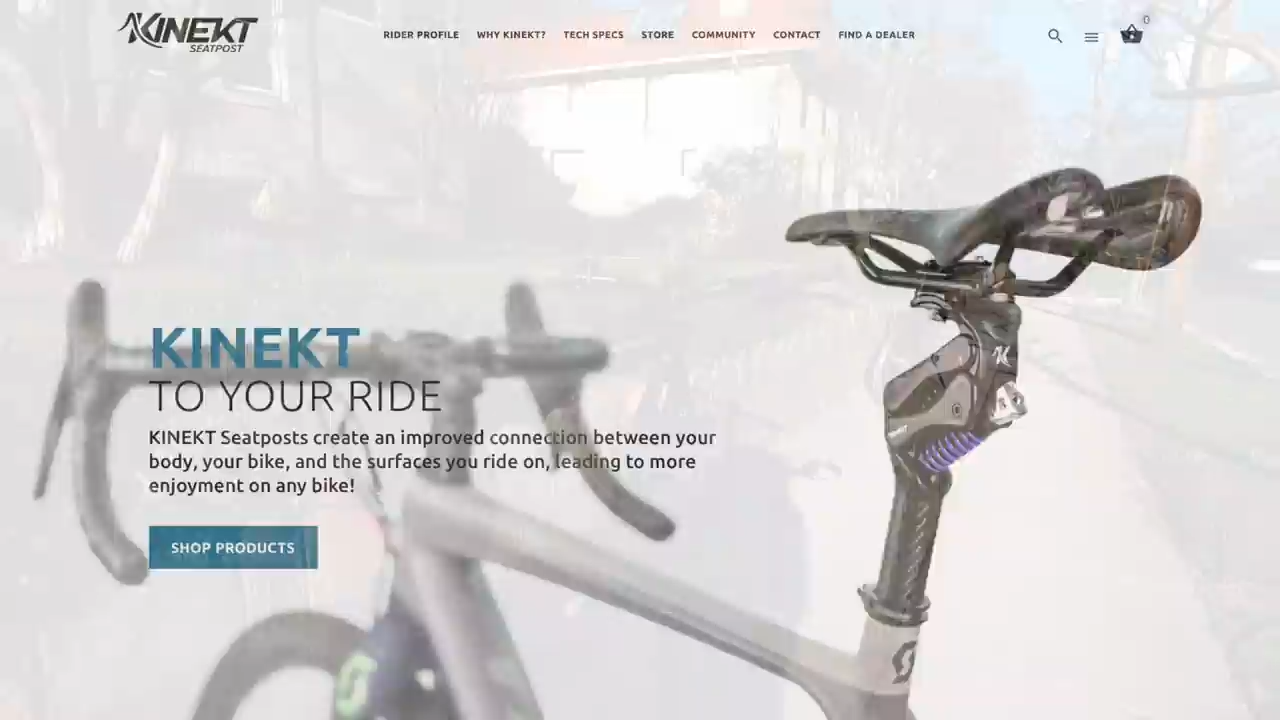 KINEKT
SEATPOST
RIDER PROFILE WHY KINEKT? TECH SPECS STORE COMMUNITY CONTACT FIND A DEALER
0
KINEKT
TO YOUR RIDE
KINEKT Seatposts create an improved connection between your
body, your bike, and the surfaces you ride on, leading to more
enjoyment on any bike!
SHOP PRODUCTS